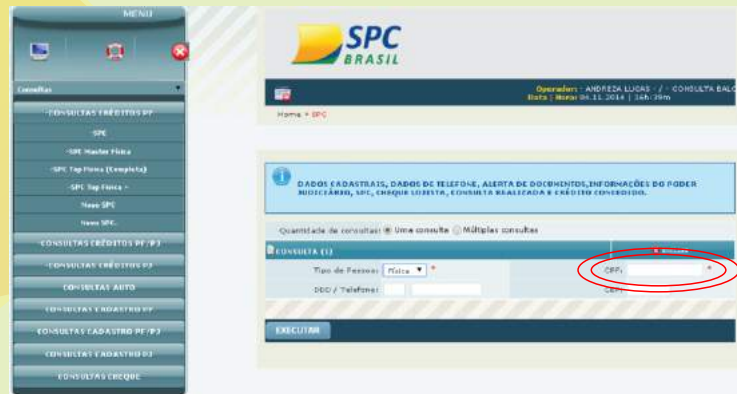 MENU
Consultas
-CONSULTAS CRÉDITOS PF
-SPC
-SPC Master Física
-SPC Top Física (Completa)
-SPC Top Física -
Novo SPC
Novo SPC.
-CONSULTAS CRÉDITOS PF/PJ
-CONSULTAS CRÉDITOS PJ
CONSULTAS AUTO
CONSULTAS CADASTRO PF
CONSULTAS CADASTRO PF/PJ
CONSULTAS CADASTRO PJ
CONSULTAS CHEQUE
SPC
BRASIL
Operador: - ANDREZA LUCAS - / - CONSULTA BALC
Data | Hora: 04.11.2014 | 16h:39m
Home > SPC
DADOS CADASTRAIS, DADOS DE TELEFONE, ALERTA DE DOCUMENTOS,INFORMAÇÕES DO PODER
JUDICIÁRIO, SPC, CHEQUE LOJISTA, CONSULTA REALIZADA E CRÉDITO CONCEDIDO.
Quantidade de consultas: Uma consulta Múltiplas consultas
CONSULTA (1)
Tipo de Pessoa: Física * CPF: *
DDD / Telefone: CEP:
EXECUTAR